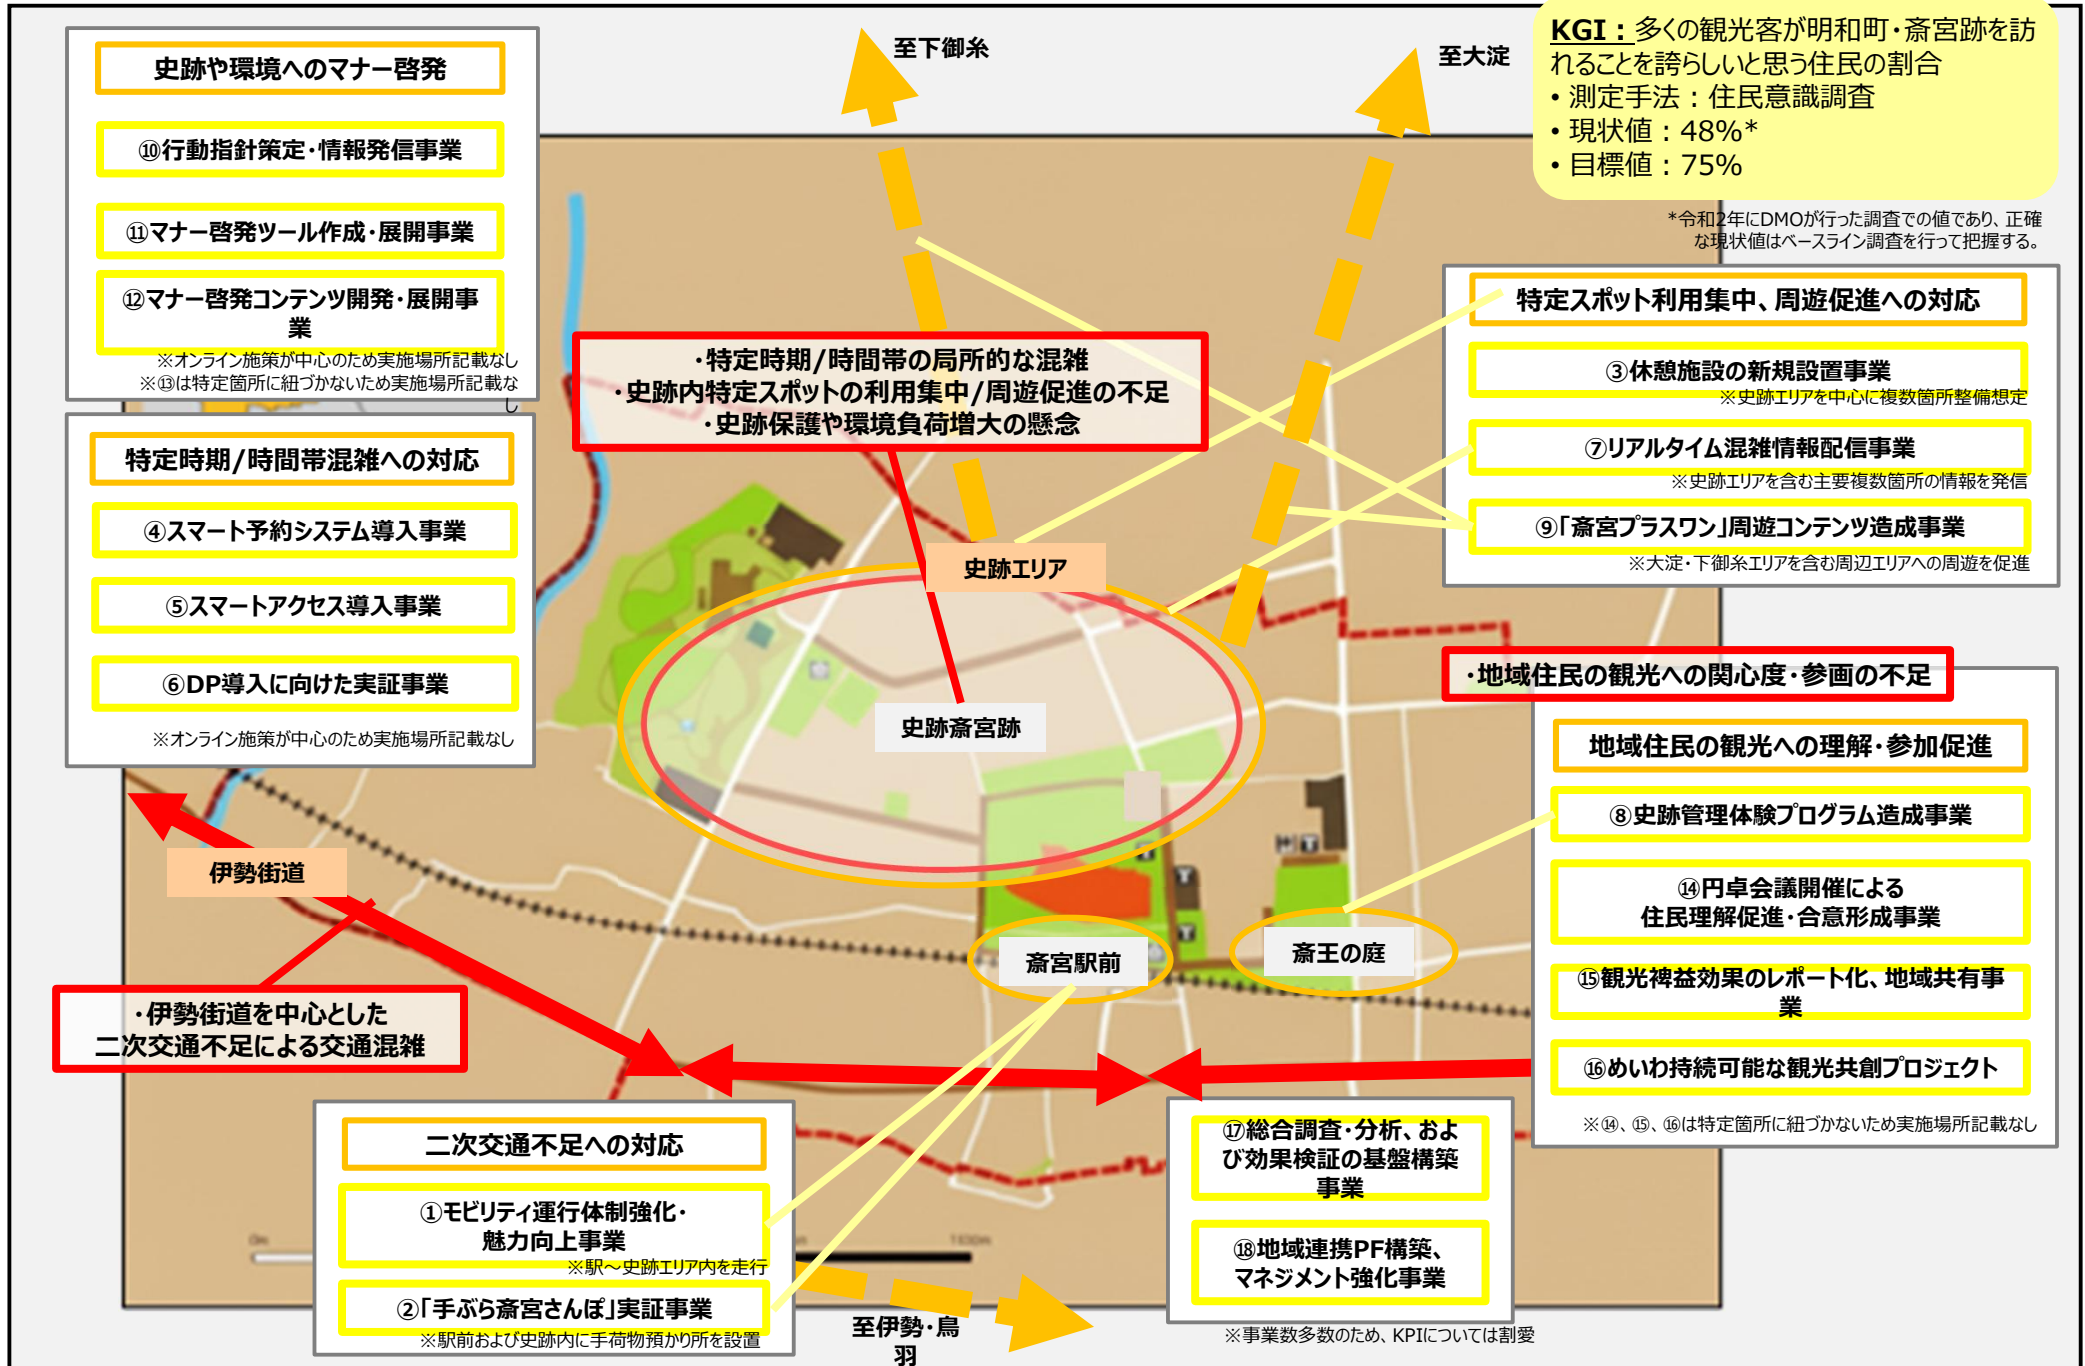 史跡や環境へのマナー啓発
⑩行動指針策定・情報発信事業
⑪マナー啓発ツール作成・展開事業
⑫マナー啓発コンテンツ開発・展開事
業
※オンライン施策が中心のため実施場所記載なし
※⑬は特定箇所に紐づかないため実施場所記載な
し
特定時期/時間帯混雑への対応
④スマート予約システム導入事業
⑤スマートアクセス導入事業
⑥DP導入に向けた実証事業
※オンライン施策が中心のため実施場所記載なし
至下御糸
至大淀
KGI：多くの観光客が明和町・斎宮跡を訪
れることを誇らしいと思う住民の割合
• 測定手法：住民意識調査
• 現状値：48%*
• 目標値：75%
*令和2年にDMOが行った調査での値であり、正確
な現状値はベースライン調査を行って把握する。
・特定時期/時間帯の局所的な混雑
・史跡内特定スポットの利用集中/周遊促進の不足
・史跡保護や環境負荷増大の懸念
特定スポット利用集中、周遊促進への対応
③休憩施設の新規設置事業
※史跡エリアを中心に複数箇所整備想定
⑦リアルタイム混雑情報配信事業
※史跡エリアを含む主要複数箇所の情報を発信
⑨「斎宮プラスワン」周遊コンテンツ造成事業
※大淀・下御糸エリアを含む周辺エリアへの周遊を促進
史跡エリア
史跡斎宮跡
・地域住民の観光への関心度・参画の不足
地域住民の観光への理解・参加促進
⑧史跡管理体験プログラム造成事業
⑭円卓会議開催による
住民理解促進・合意形成事業
⑮観光裨益効果のレポート化、地域共有事
業
⑯めいわ持続可能な観光共創プロジェクト
※⑭、⑮、⑯は特定箇所に紐づかないため実施場所記載なし
伊勢街道
斎宮駅前
斎王の庭
・伊勢街道を中心とした
二次交通不足による交通混雑
二次交通不足への対応
①モビリティ運行体制強化・
魅力向上事業
※駅～史跡エリア内を走行
②「手ぶら斎宮さんぽ」実証事業
※駅前および史跡内に手荷物預かり所を設置
0m
至伊勢・鳥
羽
⑰総合調査・分析、およ
び効果検証の基盤構築
事業
⑱地域連携PF構築、
マネジメント強化事業
※事業数多数のため、KPIについては割愛